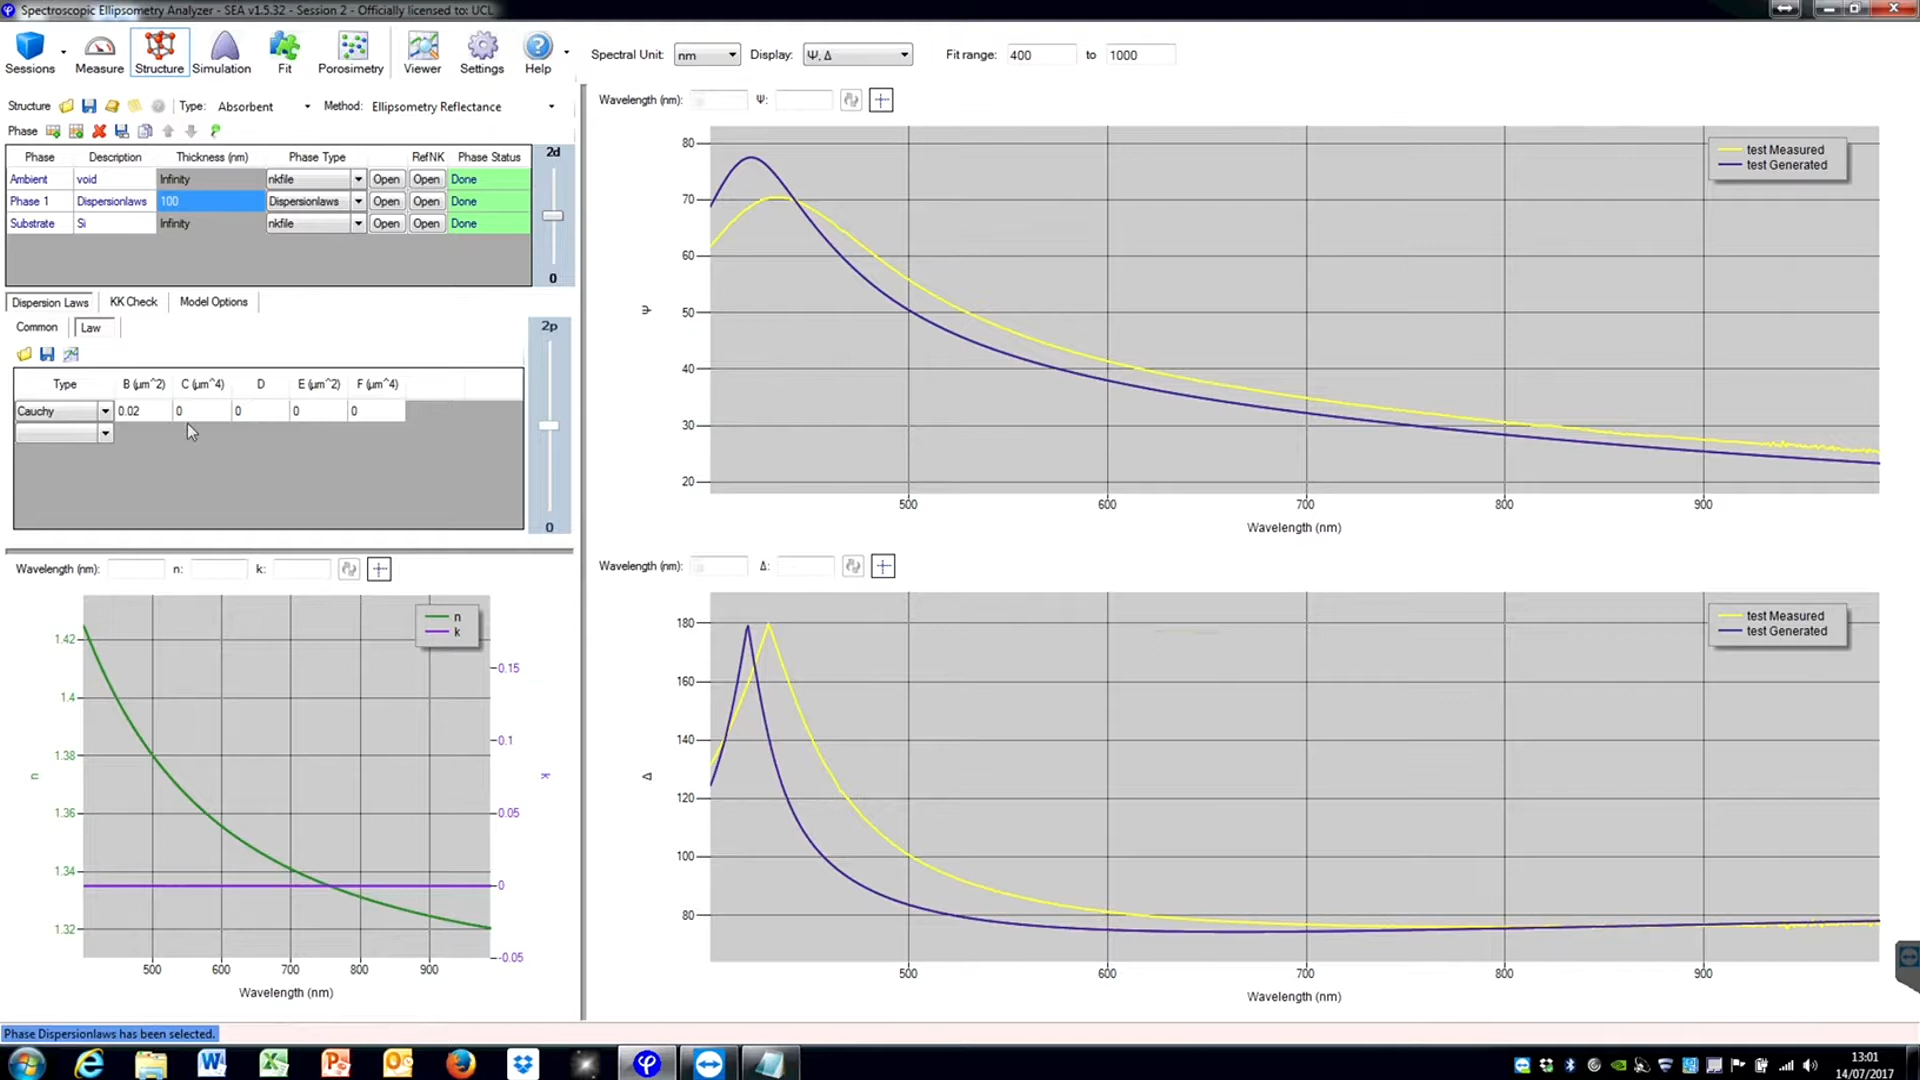 Spectroscopic Ellipsometry Analyzer - SEA v1.5.32 - Session 2 - Officially licensed to: UCL
Sessions Measure Structure Simulation Fit Porosimetry Viewer Settings Help
Spectral Unit: nm Display: Ψ, Δ Fit range: 400 to 1000
Structure Type: Absorbent Method: Ellipsometry Reflectance
Phase
Phase Description Thickness (nm) Phase Type RefNK Phase Status
Ambient void Infinity nkfile Open Open Done
Phase 1 Dispersionlaws 100 Dispersionlaws Open Open Done
Substrate Si Infinity nkfile Open Open Done
2d
0
Dispersion Laws KK Check Model Options
Common Law
2p
0
Type B (µm^2) C (µm^4) D E (µm^2) F (µm^4)
Cauchy 0.02 0 0 0 0
Wavelength (nm): n: k:
n
k
1.42
1.4
1.38
1.36
1.34
1.32
n
0.15
0.1
0.05
0
-0.05
k
500 600 700 800 900
Wavelength (nm)
Wavelength (nm): Ψ:
test Measured
test Generated
80
70
60
50
40
30
20
Ψ
500 600 700 800 900
Wavelength (nm)
Wavelength (nm): Δ:
test Measured
test Generated
180
160
140
120
100
80
Δ
500 600 700 800 900
Wavelength (nm)
Phase Dispersionlaws has been selected.
13:01
14/07/2017